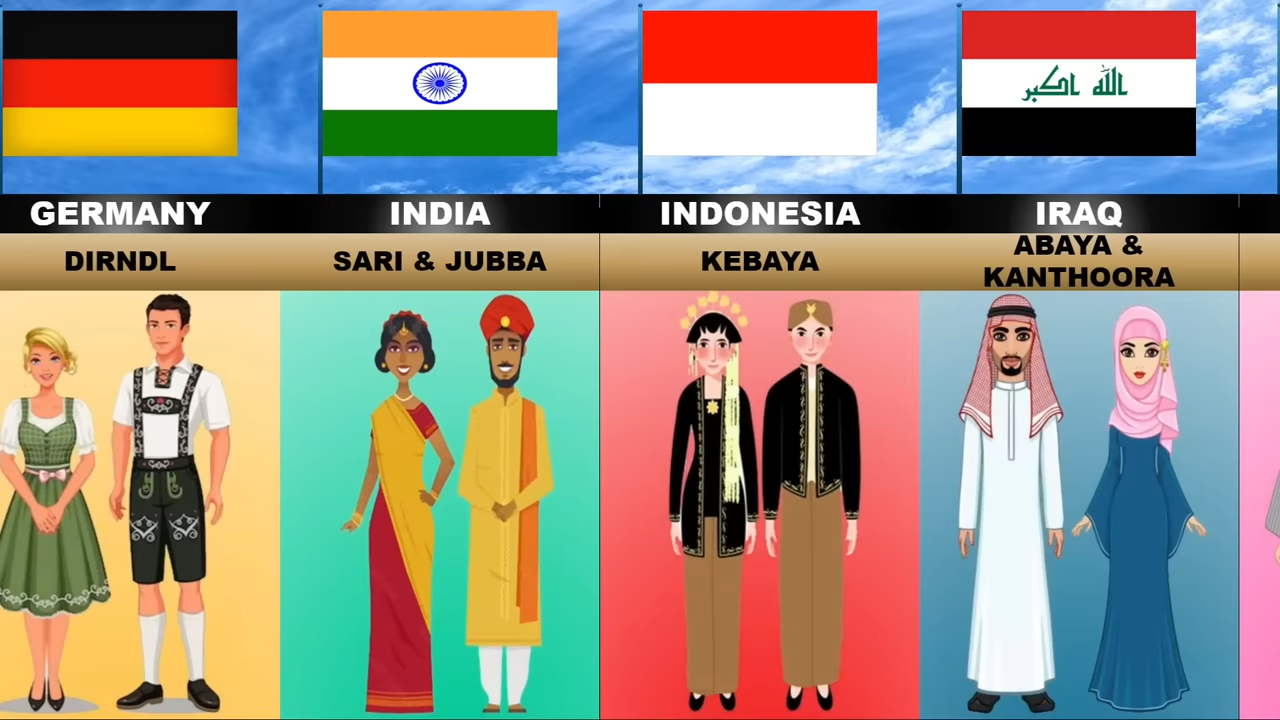 الله اكبر
GERMANY
INDIA
INDONESIA
IRAQ
DIRNDL
SARI & JUBBA
KEBAYA
ABAYA &
KANTHOORA